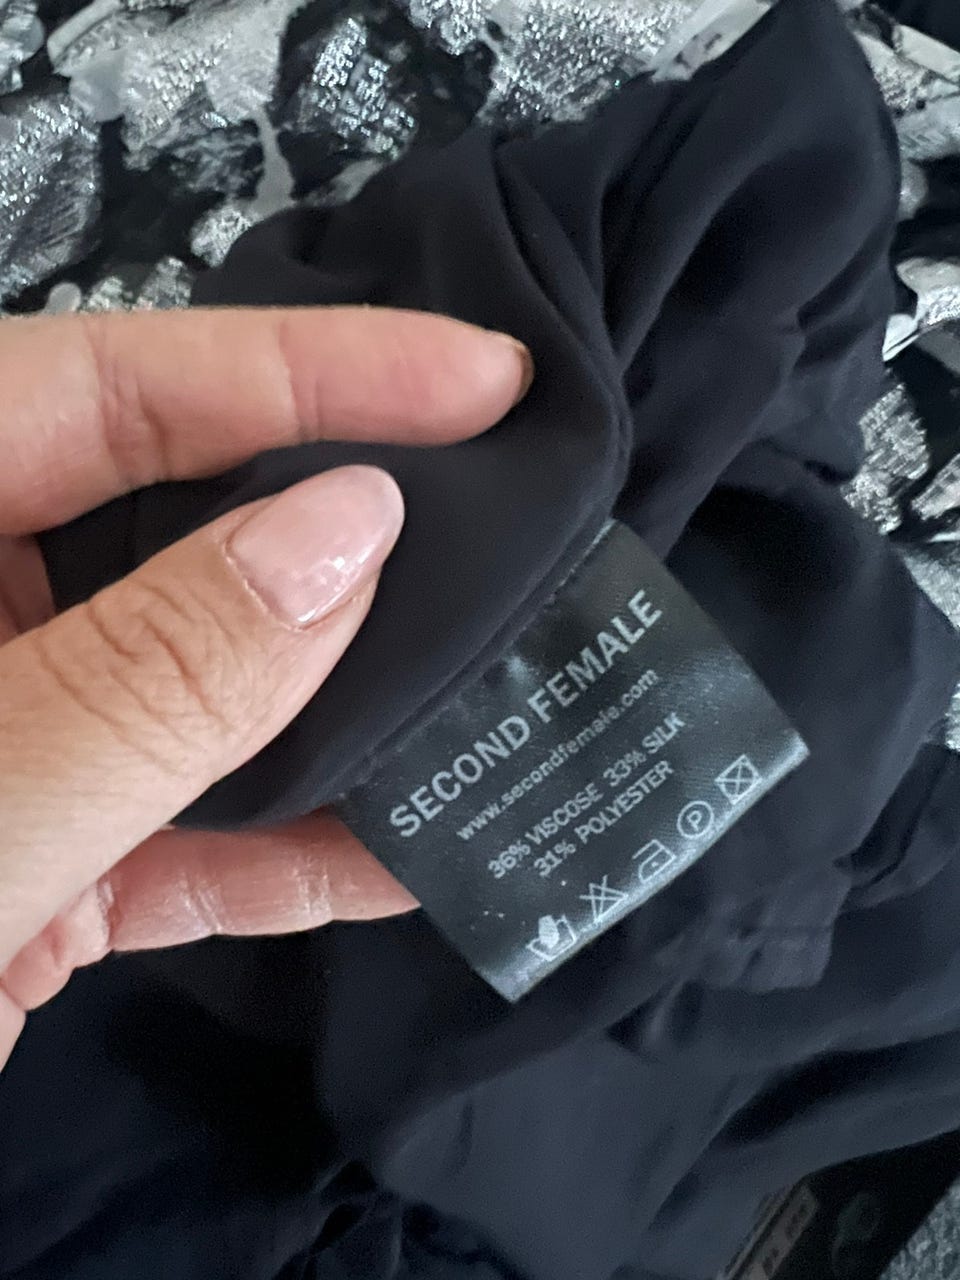 SECOND FEMALE
www.secondfemale.com
36% VISCOSE 33% SILK
31% POLYESTER
P